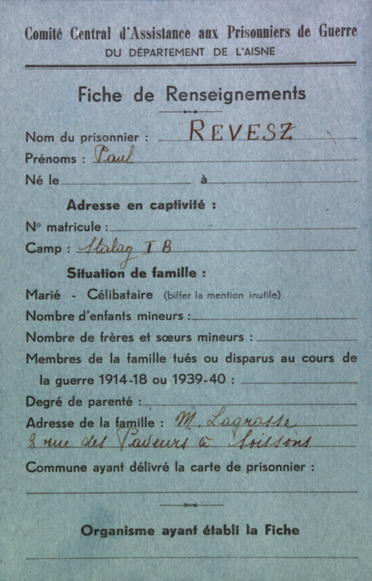 Comité Central d'Assistance aux Prisonniers de Guerre
DU DÉPARTEMENT DE L'AISNE
Fiche de Renseignements
Nom du prisonnier : REVESZ
Prénoms : Paul
Né le à
Adresse en captivité :
No matricule :
Camp : Stalag I B
Situation de famille :
Marié - Célibataire (biffer la mention inutile)
Nombre d'enfants mineurs :
Nombre de frères et sœurs mineurs :
Membres de la famille tués ou disparus au cours de
la guerre 1914-18 ou 1939-40 :
Degré de parenté :
Adresse de la famille : M. Lagrasse
8 rue des Paveurs à Soissons
Commune ayant délivré la carte de prisonnier :
Organisme ayant établi la Fiche